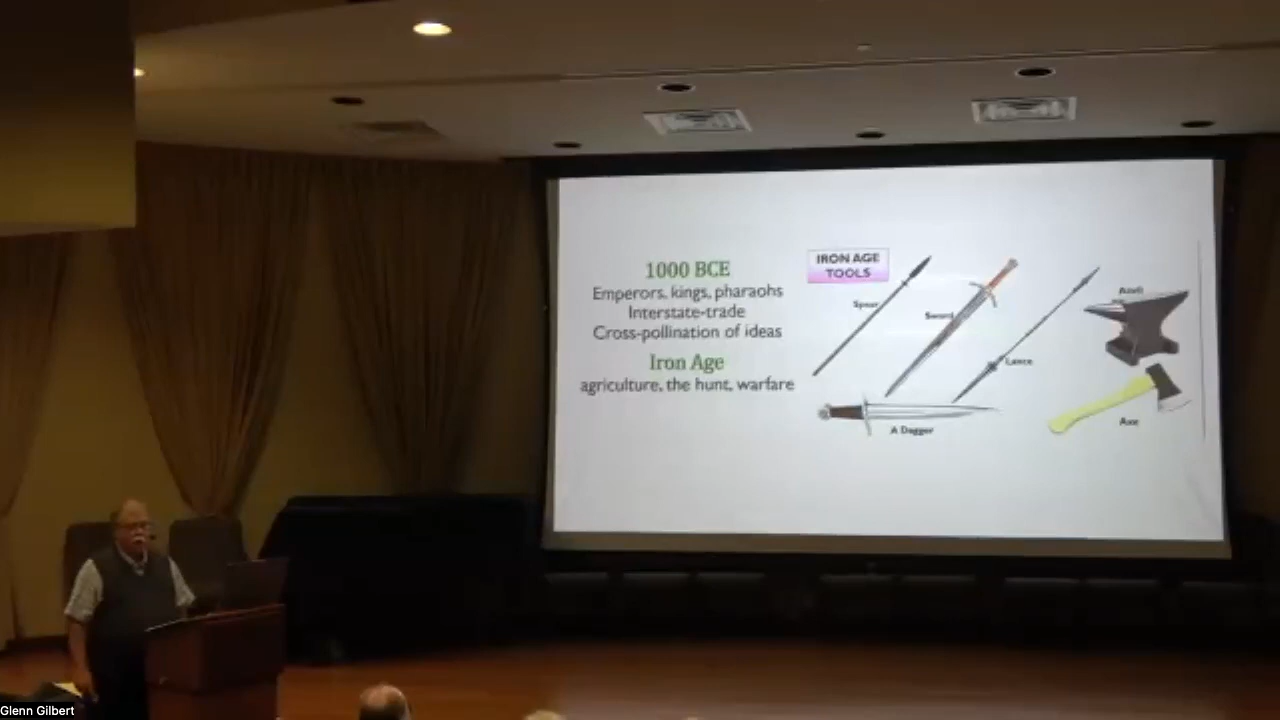 1000 BCE
Emperors, kings, pharaohs
Interstate-trade
Cross-pollination of ideas
Iron Age
agriculture, the hunt, warfare
IRON AGE
TOOLS
Spear
Sword
Lance
Anvil
A Dagger
Axe
Glenn Gilbert